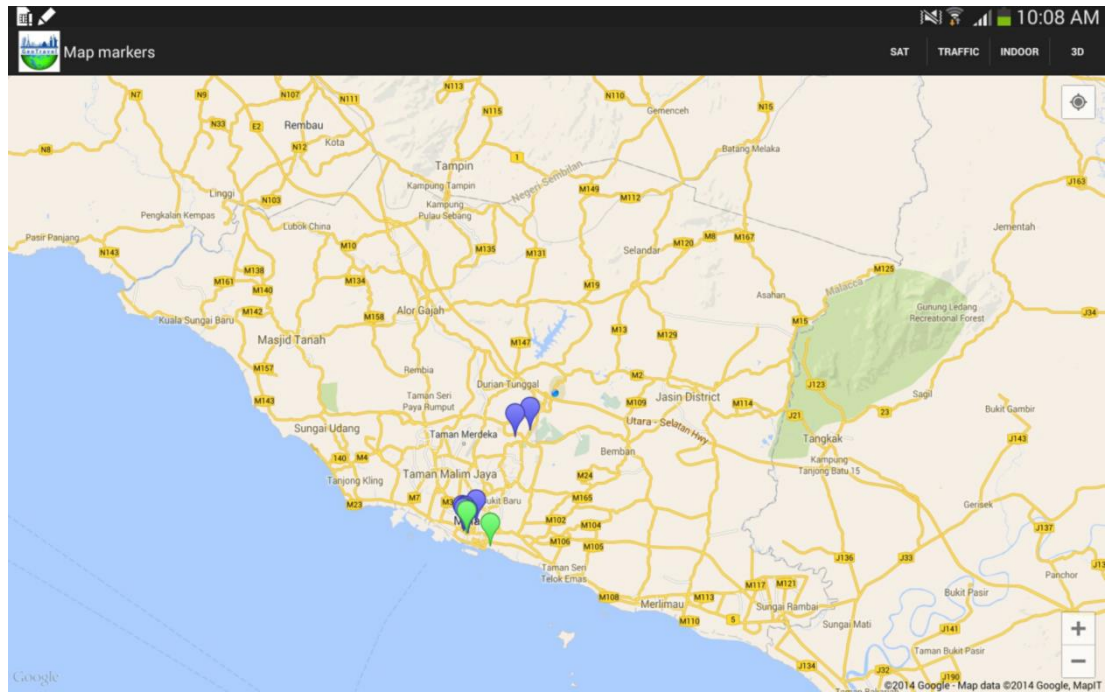 10:08 AM
GeoTravel
Map markers
SAT
TRAFFIC
INDOOR
3D
N7
N9
N107
N111
N113
N115
N110
N15
Gemenceh
N33
E2
Rembau
N12
Kota
N8
Batang Melaka
1
Tampin
Negeri Sembilan
Kampung Tampin
M149
M112
J163
Linggi
N103
Kampung
Pulau Sebang
Pengkalan Kempas
Lubok China
Jementah
Pasir Panjang
N143
M10
M135
M131
Selandar
M120
M8
M167
M138
M161
M140
M134
M19
M125
Malacca
Asahan
M142
M158
Alor Gajah
Kuala Sungai Baru
Masjid Tanah
M15
Gunung Ledang
Recreational Forest
J34
M13
M129
M147
M157
Rembia
Durian Tunggal
M2
J123
M143
Taman Seri
Paya Rumput
M109
Jasin District
M114
J21
23
Sagil
Bukit Gambir
Sungai Udang
Taman Merdeka
Utara - Selatan Hwy
Tangkak
J143
140
M4
Bemban
Kampung
Tanjong Batu 15
Tanjong Kling
Taman Malim Jaya
M24
M23
M7
Bukit Baru
M165
Gerisek
M102
M104
J137
M106
M105
J136
J33
Taman Seri
Telok Emas
Panchor
M117
M121
M108
M113
Merlimau
Sungai Rambai
Bukit Pasir
M110
5
Sungai Mati
J141
Taman Bukit Pasir
J134
J32
J190
Google
©2014 Google - Map data ©2014 Google, MapIT